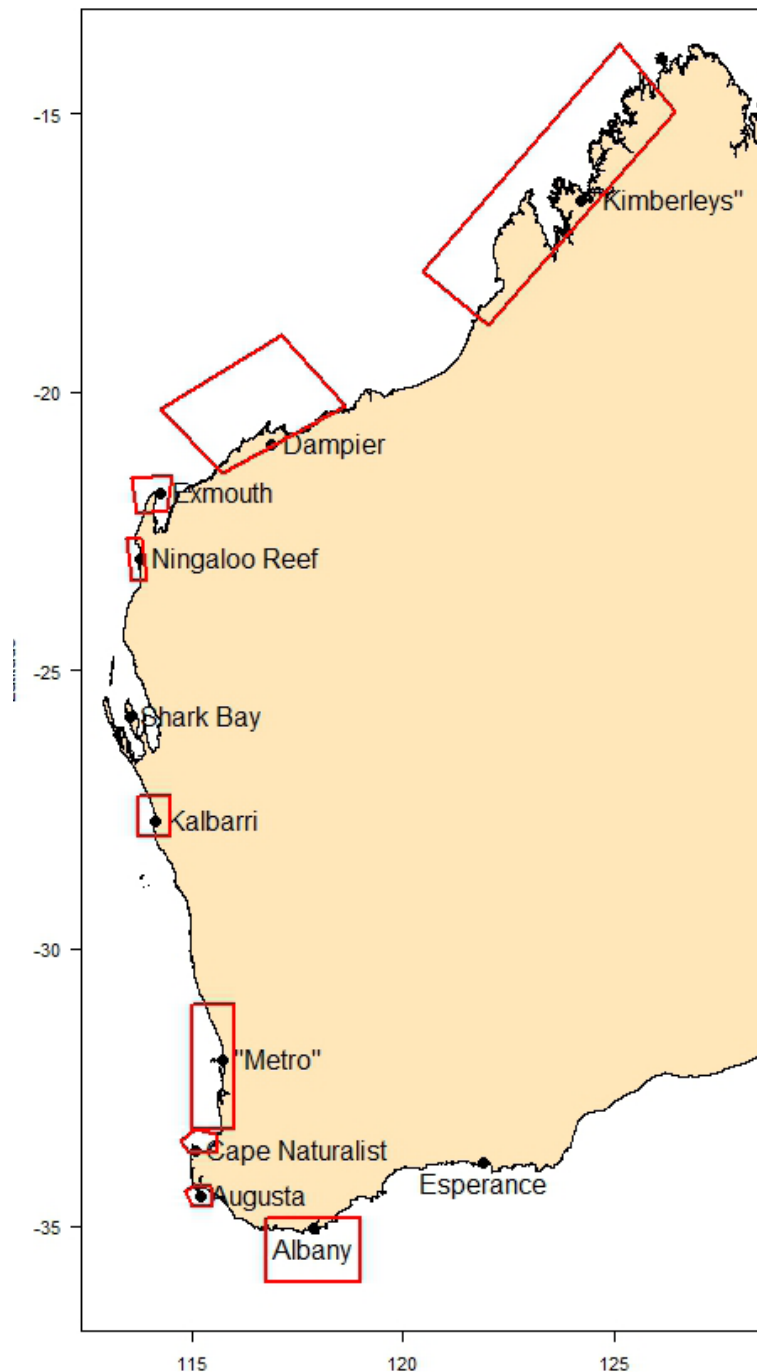 -15
"Kimberleys"
-20
Dampier
Exmouth
Ningaloo Reef
-25
Shark Bay
Kalbarri
-30
"Metro"
Cape Naturalist
Esperance
Augusta
-35
Albany
115
120
125